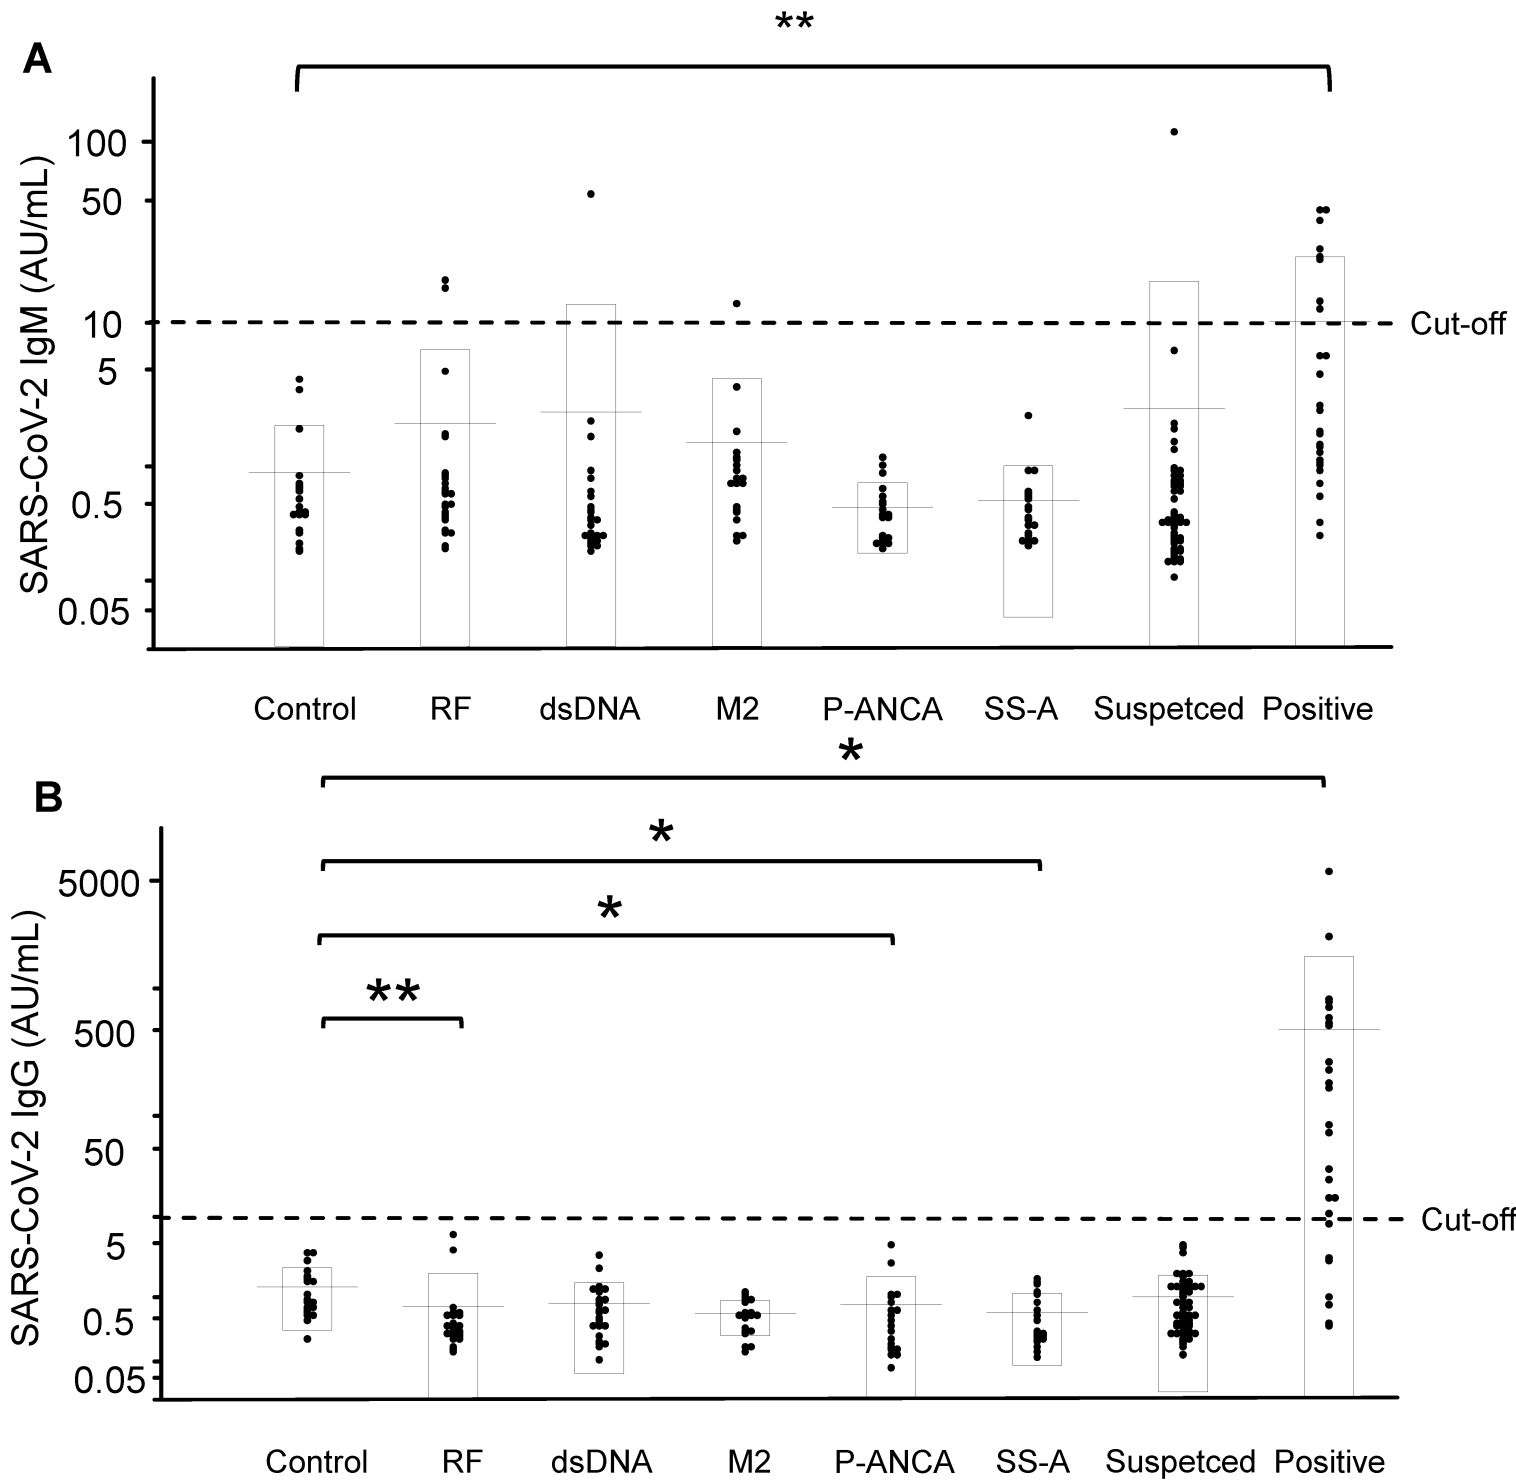 **
A
SARS-CoV-2 IgM (AU/mL)
100
50
10
5
0.5
0.05
Cut-off
Control RF dsDNA M2 P-ANCA SS-A Suspetced Positive
*
B
*
*
**
SARS-CoV-2 IgG (AU/mL)
5000
500
50
5
0.5
0.05
Cut-off
Control RF dsDNA M2 P-ANCA SS-A Suspetced Positive